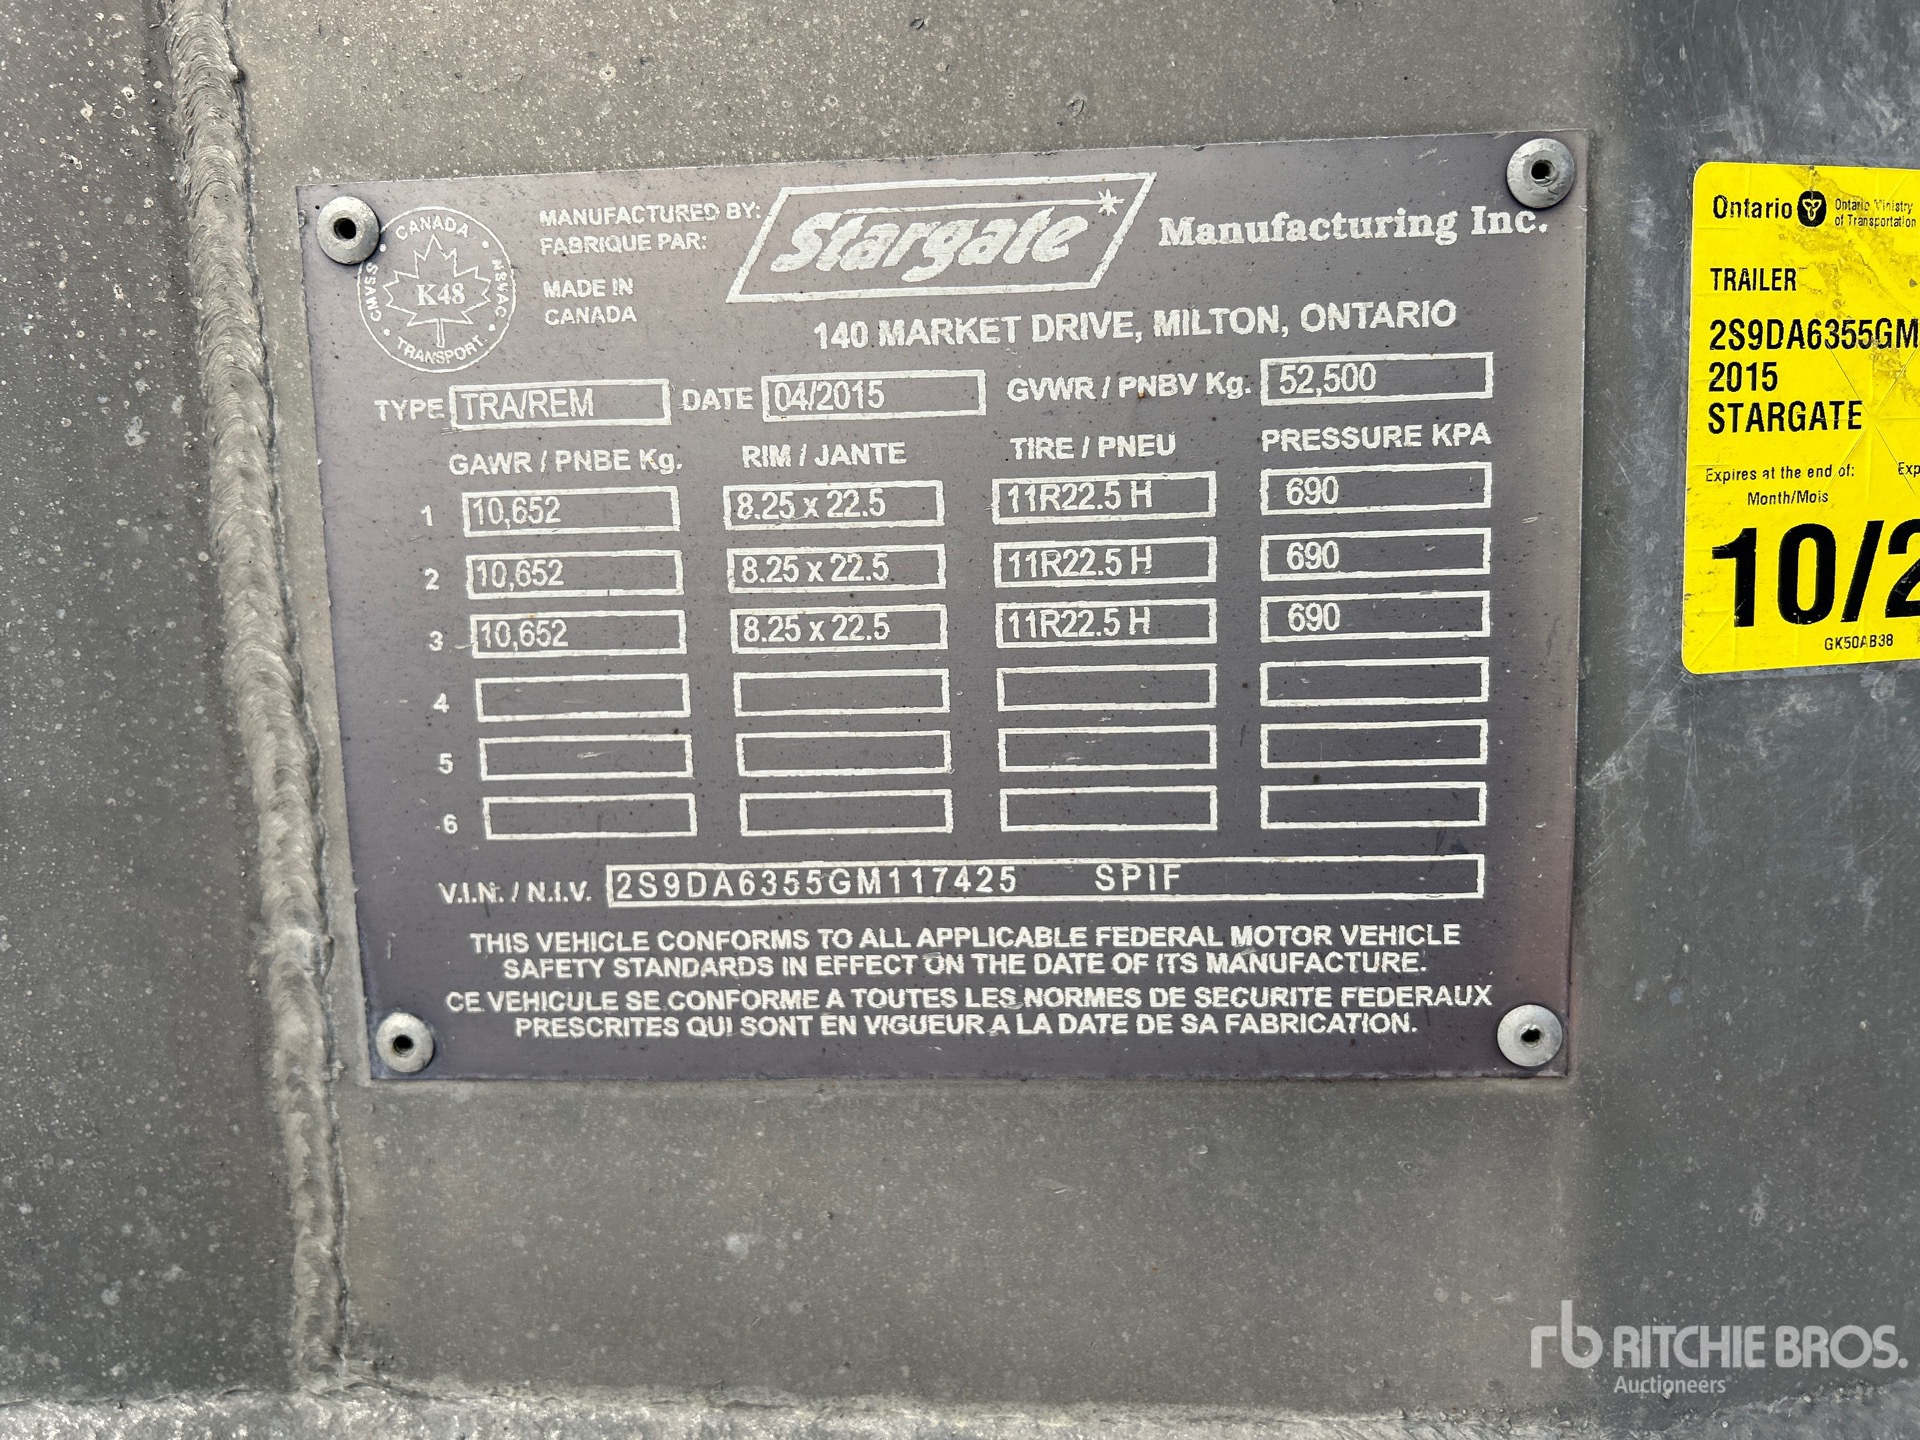 CANADA
CMVSS
K48
NSVAC
TRANSPORT
MANUFACTURED BY:
FABRIQUE PAR:
MADE IN
CANADA
Stargate Manufacturing Inc.
140 MARKET DRIVE, MILTON, ONTARIO
TYPE TRA/REM DATE 04/2015 GVWR / PNBV Kg. 52,500
GAWR / PNBE Kg. RIM / JANTE TIRE / PNEU PRESSURE KPA
1 10,652 8.25 x 22.5 11R22.5 H 690
2 10,652 8.25 x 22.5 11R22.5 H 690
3 10,652 8.25 x 22.5 11R22.5 H 690
4
5
6
V.I.N. / N.I.V. 2S9DA6355GM117425 SPIF
THIS VEHICLE CONFORMS TO ALL APPLICABLE FEDERAL MOTOR VEHICLE
SAFETY STANDARDS IN EFFECT ON THE DATE OF ITS MANUFACTURE.
CE VEHICULE SE CONFORME A TOUTES LES NORMES DE SECURITE FEDERAUX
PRESCRITES QUI SONT EN VIGUEUR A LA DATE DE SA FABRICATION.
Ontario Ontario Ministry
of Transportation
TRAILER
2S9DA6355GM
2015
STARGATE
Expires at the end of: Exp
Month/Mois
10/2
GK50AB38
rb RITCHIE BROS.
Auctioneers